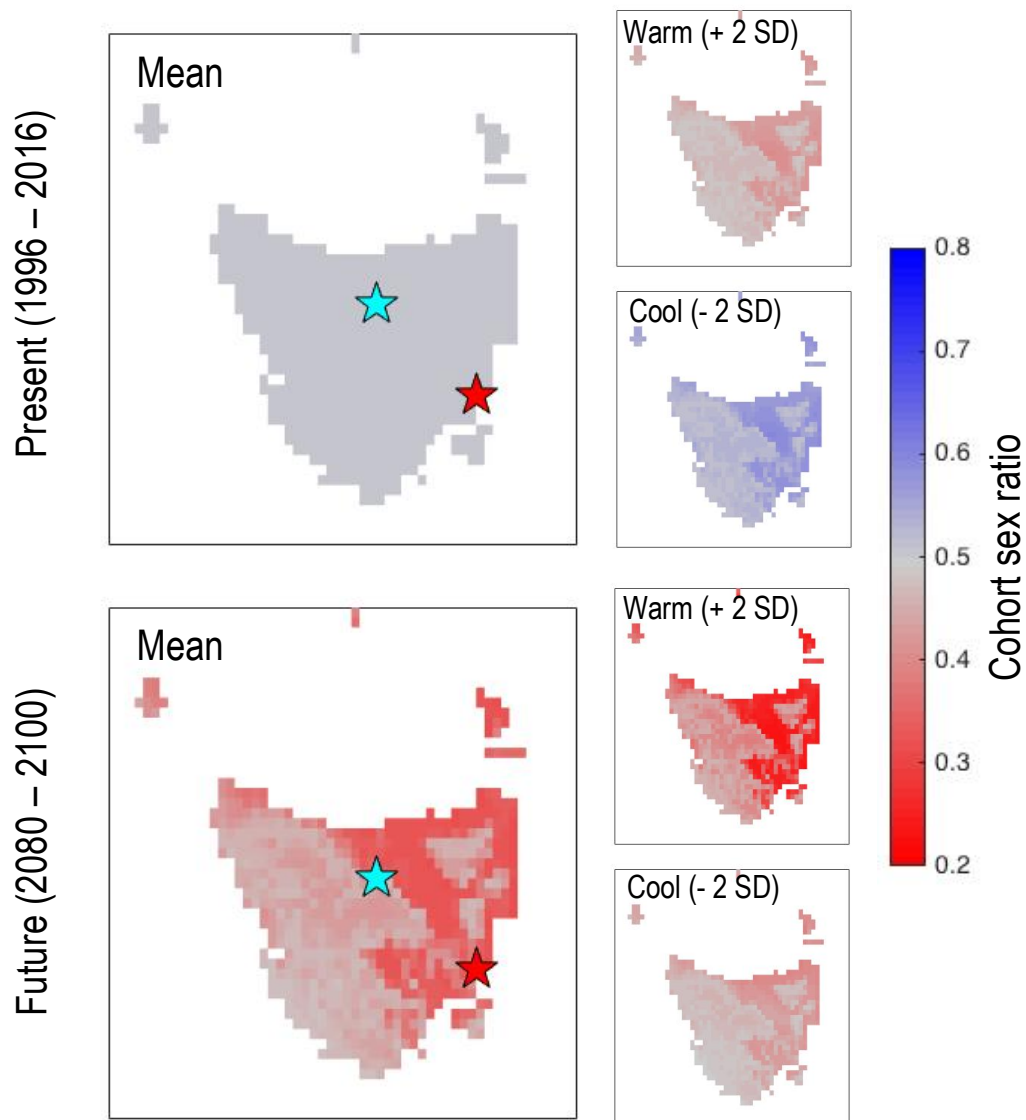 Present (1996 – 2016)
Mean
Warm (+ 2 SD)
Cool (- 2 SD)
Future (2080 – 2100)
Mean
Warm (+ 2 SD)
Cool (- 2 SD)
0.8
0.7
0.6
0.5
0.4
0.3
0.2
Cohort sex ratio